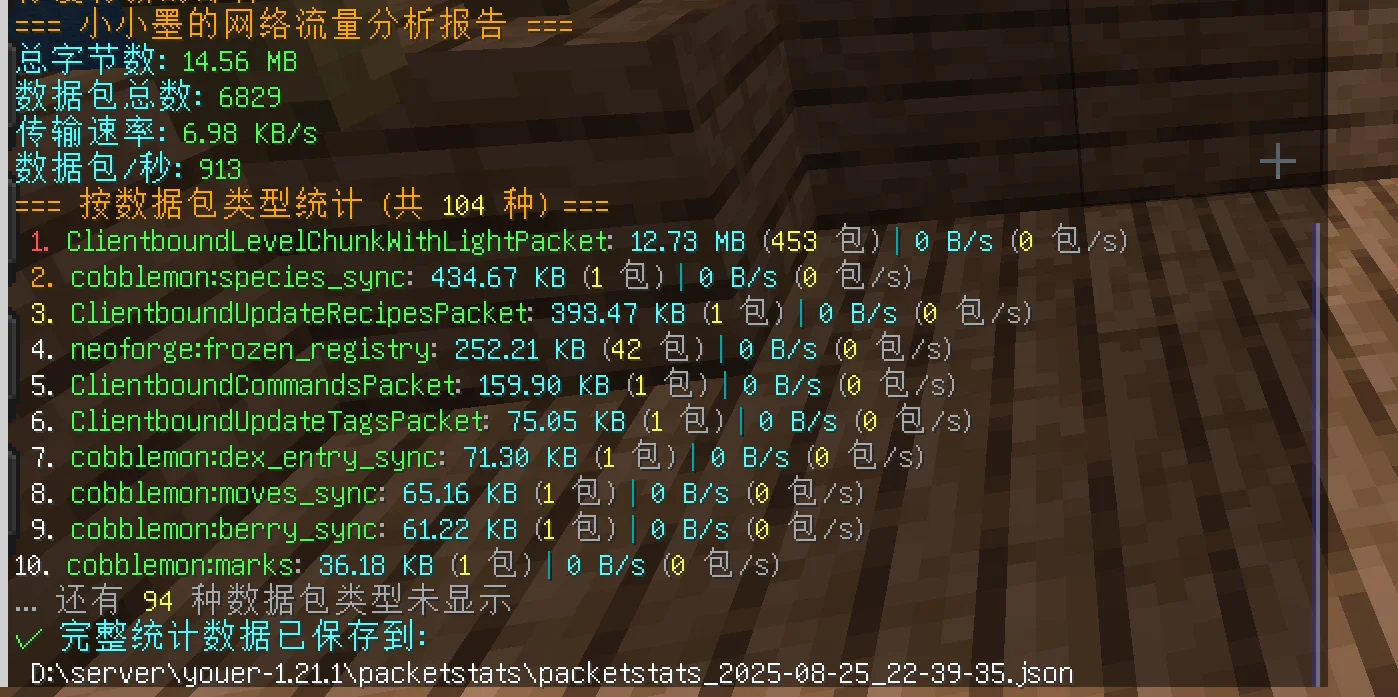 === 小小墨的网络流量分析报告 ===
总字节数: 14.56 MB
数据包总数: 6829
传输速率: 6.98 KB/s
数据包/秒: 913
=== 按数据包类型统计 (共 104 种) ===
1. ClientboundLevelChunkWithLightPacket: 12.73 MB (453 包) | 0 B/s (0 包/s)
2. cobblemon:species_sync: 434.67 KB (1 包) | 0 B/s (0 包/s)
3. ClientboundUpdateRecipesPacket: 393.47 KB (1 包) | 0 B/s (0 包/s)
4. neoforge:frozen_registry: 252.21 KB (42 包) | 0 B/s (0 包/s)
5. ClientboundCommandsPacket: 159.90 KB (1 包) | 0 B/s (0 包/s)
6. ClientboundUpdateTagsPacket: 75.05 KB (1 包) | 0 B/s (0 包/s)
7. cobblemon:dex_entry_sync: 71.30 KB (1 包) | 0 B/s (0 包/s)
8. cobblemon:moves_sync: 65.16 KB (1 包) | 0 B/s (0 包/s)
9. cobblemon:berry_sync: 61.22 KB (1 包) | 0 B/s (0 包/s)
10. cobblemon:marks: 36.18 KB (1 包) | 0 B/s (0 包/s)
... 还有 94 种数据包类型未显示
✓ 完整统计数据已保存到:
D:\server\youer-1.21.1\packetstats\packetstats_2025-08-25_22-39-35.json